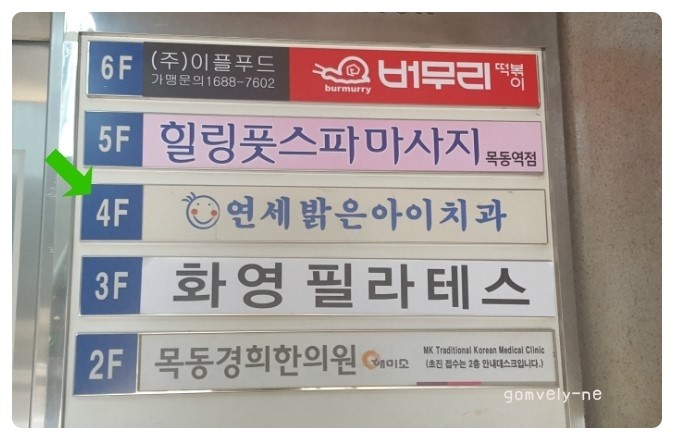 6F
(주)이플푸드
가맹문의1688-7602
burmurry
버무리
떡볶이
5F
힐링풋스파마사지 목동역점
4F
연세밝은아이치과
3F
화영필라테스
2F
목동경희한의원
해미소
MK Traditional Korean Medical Clinic
(초진 접수는 2층 안내데스크입니다.)
gomvely-ne